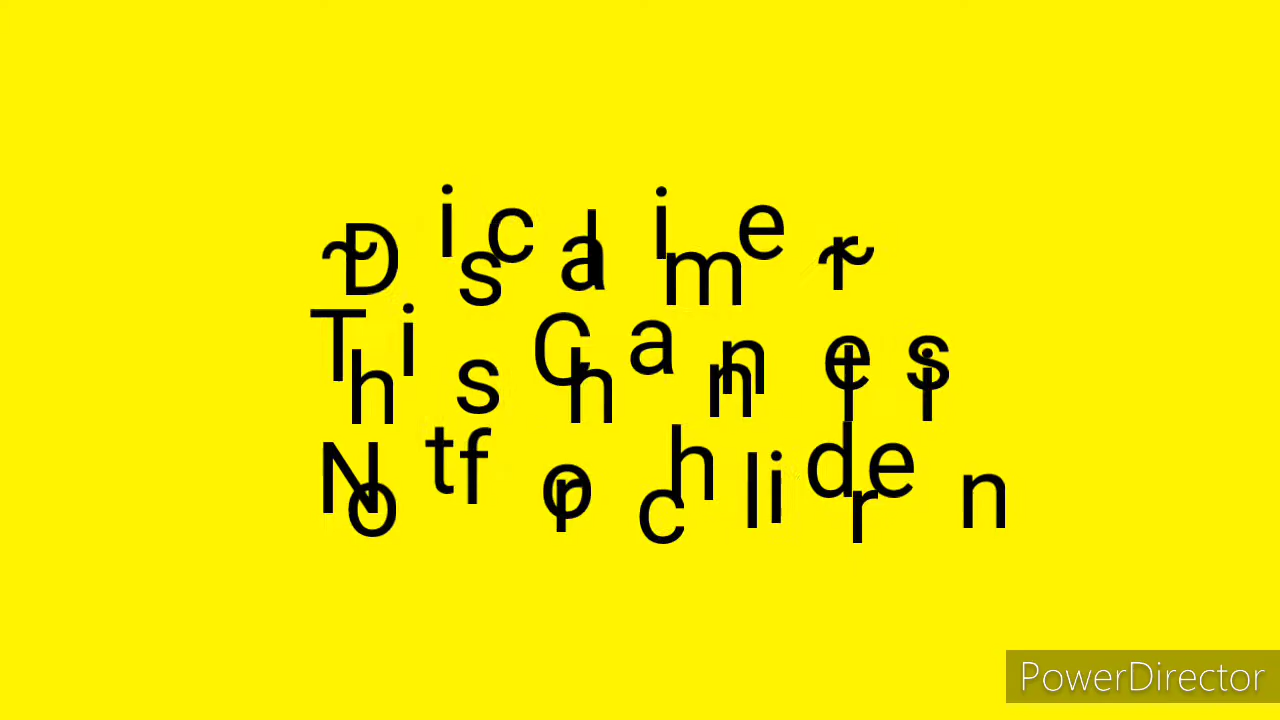 ~Disclaimer~
This Channel is
Not for children
PowerDirector